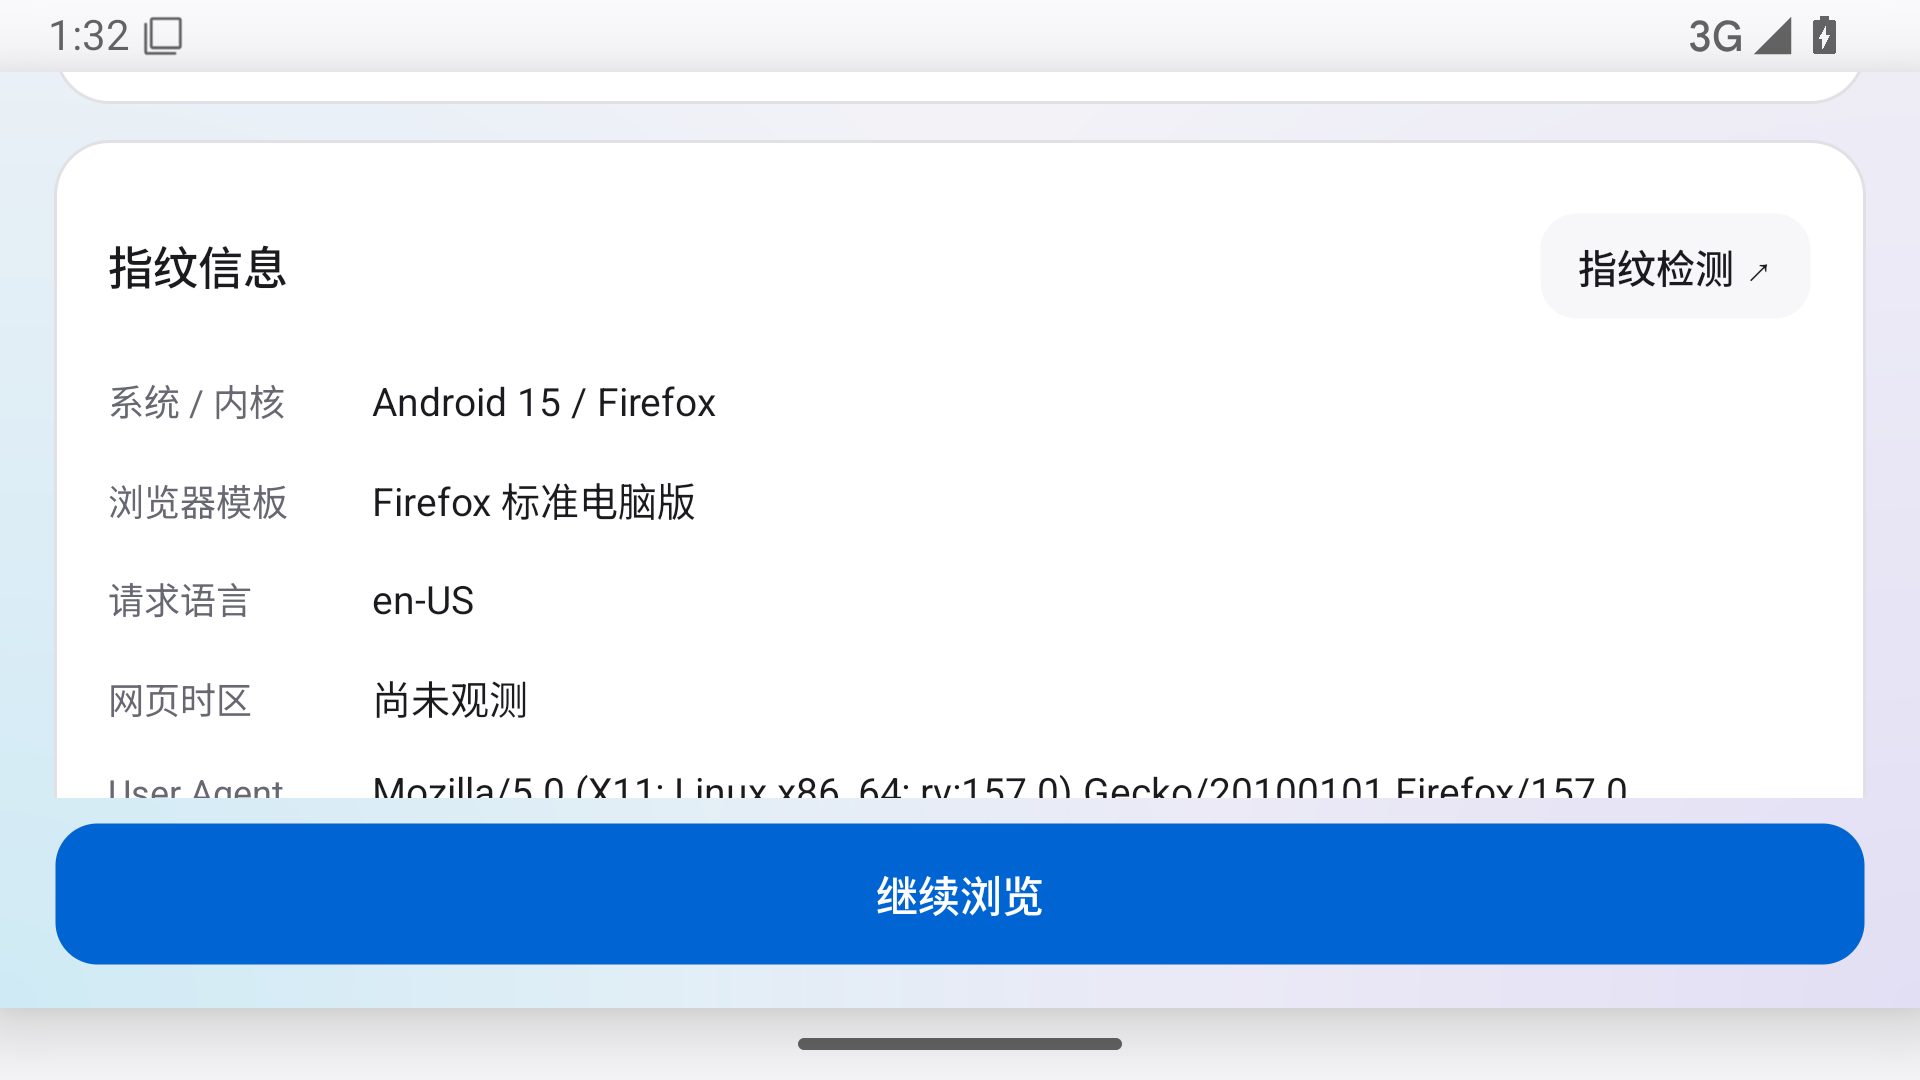 1:32
3G
指纹信息
指纹检测 ↗
系统 / 内核 Android 15 / Firefox
浏览器模板 Firefox 标准电脑版
请求语言 en-US
网页时区 尚未观测
User Agent Mozilla/5.0 (X11; Linux x86_64; rv:157.0) Gecko/20100101 Firefox/157.0
继续浏览